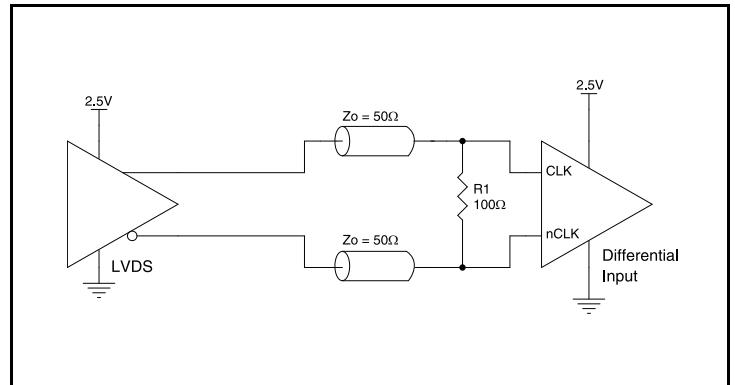 2.5V
2.5V
Zo = 50Ω
CLK
R1
100Ω
nCLK
Zo = 50Ω
LVDS
Differential
Input